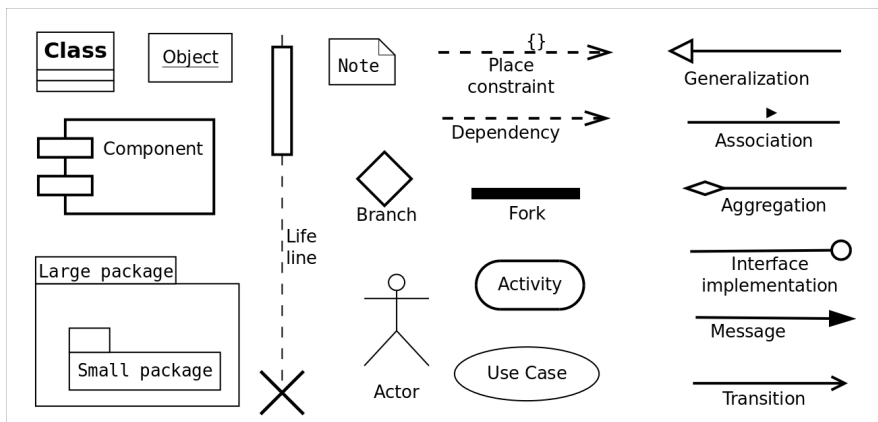 Class
Object
Note
{}
Place
constraint
Generalization
Dependency
Association
Component
Branch
Fork
Aggregation
Life
line
Interface
implementation
Large package
Activity
Message
Small package
Actor
Use Case
Transition